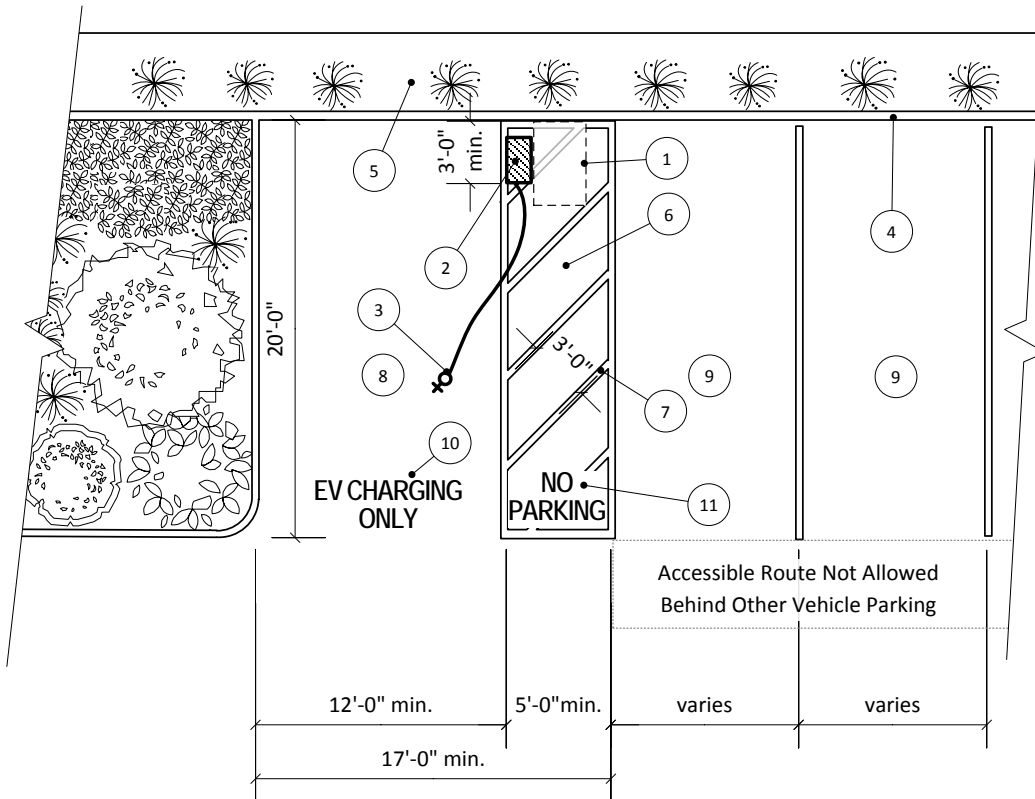 5
3'-0"
min.
1
6
4
2
3
20'-0"
3'-0"
8
9
9
7
10
EV CHARGING
ONLY
NO
PARKING
11
Accessible Route Not Allowed
Behind Other Vehicle Parking
12'-0" min.
5'-0"min.
varies
varies
17'-0" min.